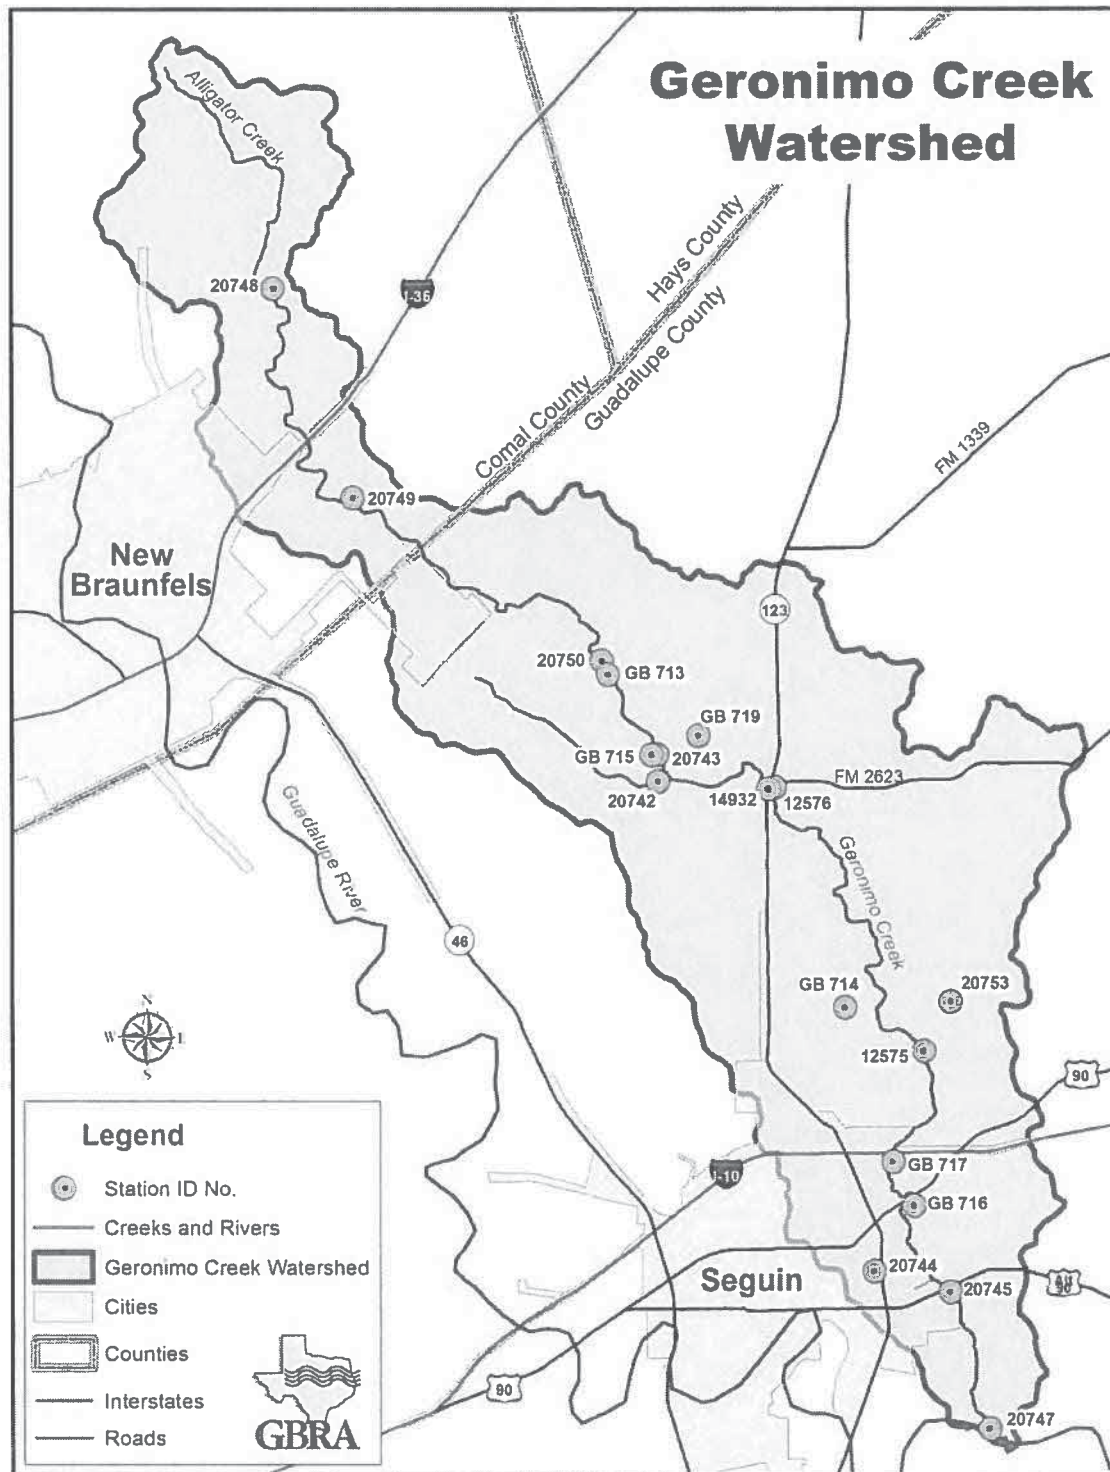 Geronimo Creek
Watershed
Alligator Creek
20748
I-35
Hays County
Comal County
Guadalupe County
FM 1339
20749
New
Braunfels
123
20750
GB 713
GB 719
GB 715
20743
20742
14932
12576
FM 2623
Guadalupe River
Geronimo Creek
46
GB 714
20753
12575
90
N
W
E
S
I-10
GB 717
GB 716
20744
Seguin
20745
90
90
20747
Legend
Station ID No.
Creeks and Rivers
Geronimo Creek Watershed
Cities
Counties
Interstates
Roads
GBRA